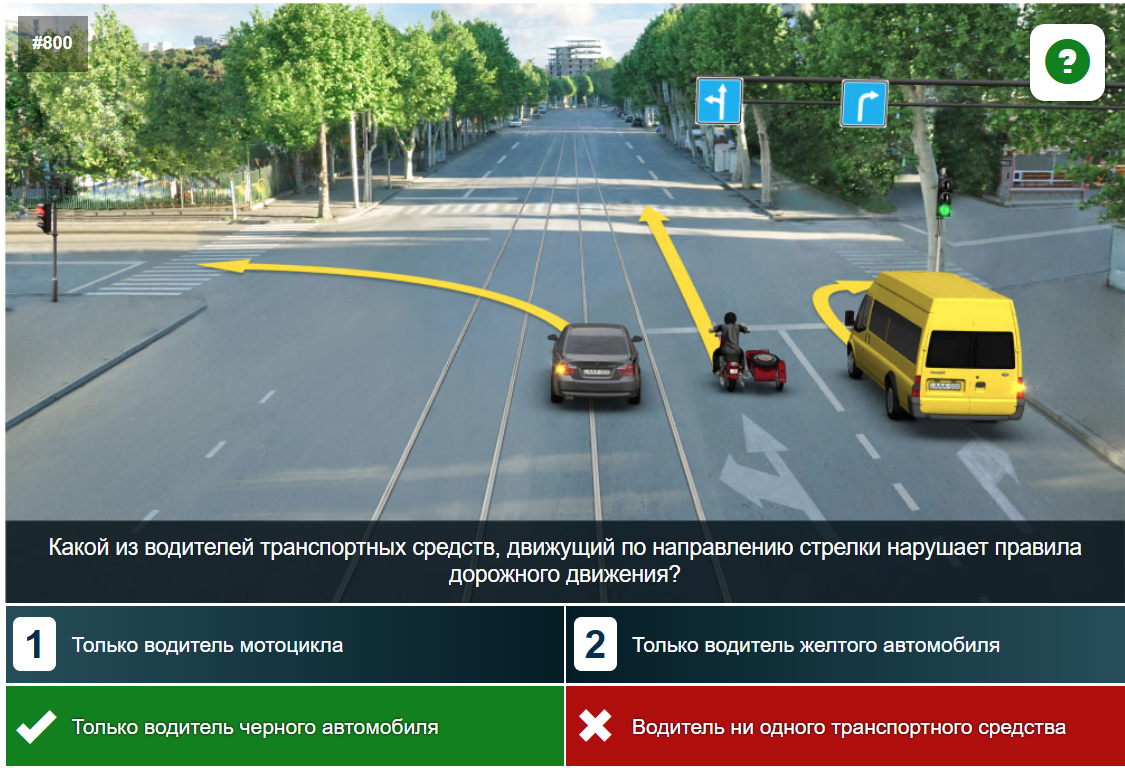 #800
?
Какой из водителей транспортных средств, движущий по направлению стрелки нарушает правила
дорожного движения?
1 Только водитель мотоцикла
2 Только водитель желтого автомобиля
Только водитель черного автомобиля
Водитель ни одного транспортного средства